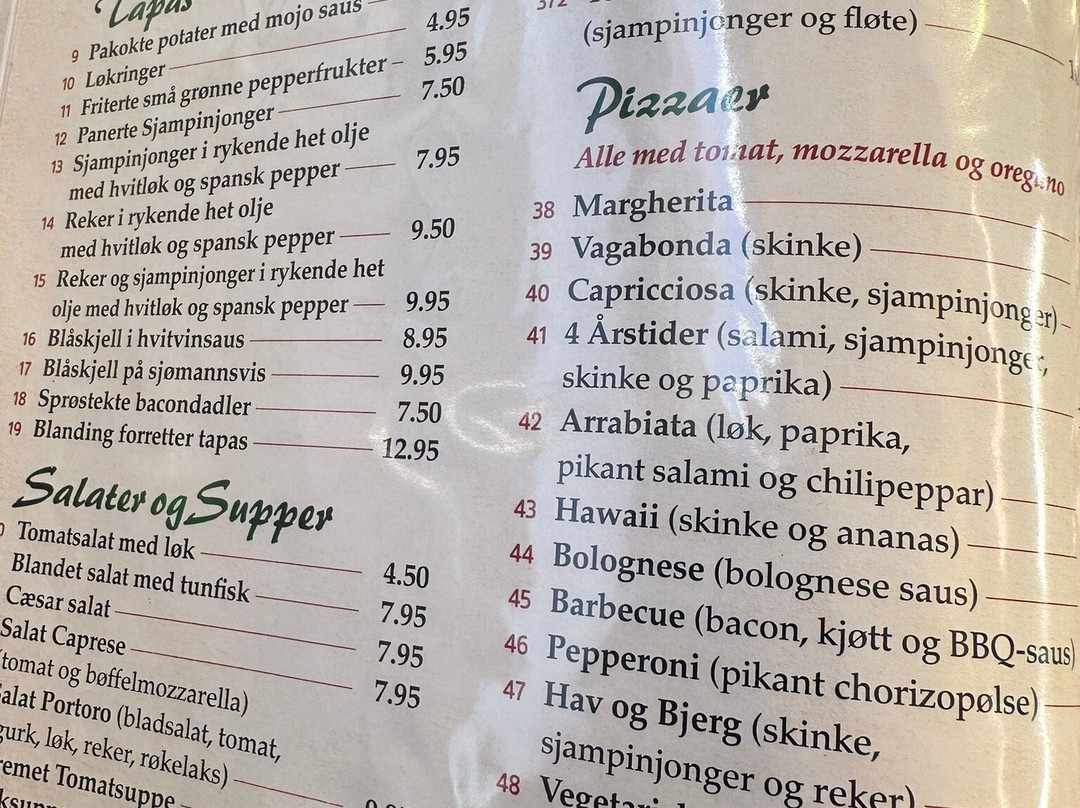 Tapas
9 Pakokte potater med mojo saus
10 Løkringer 4.95
11 Friterte små grønne pepperfrukter 5.95
12 Panerte Sjampinjonger 7.50
13 Sjampinjonger i rykende het olje
med hvitløk og spansk pepper 7.95
14 Reker i rykende het olje
med hvitløk og spansk pepper 9.50
15 Reker og sjampinjonger i rykende het
olje med hvitløk og spansk pepper 9.95
16 Blåskjell i hvitvinsaus 8.95
17 Blåskjell på sjømannsvis 9.95
18 Sprøstekte bacondadler 7.50
19 Blanding forretter tapas 12.95
Salater og Supper
Tomatsalat med løk 4.50
Blandet salat med tunfisk 7.95
Cæsar salat 7.95
Salat Caprese 7.95
(tomat og bøffelmozzarella)
Salat Portoro (bladsalat, tomat,
gurk, løk, reker, røkelaks)
Tomatsuppe
(sjampinjonger og fløte)
Pizzaer
Alle med tomat, mozzarella og oregano
38 Margherita
39 Vagabonda (skinke)
40 Capricciosa (skinke, sjampinjonger)
41 4 Årstider (salami, sjampinjonger,
skinke og paprika)
42 Arrabiata (løk, paprika,
pikant salami og chilipeppar)
43 Hawaii (skinke og ananas)
44 Bolognese (bolognese saus)
45 Barbecue (bacon, kjøtt og BBQ-saus)
46 Pepperoni (pikant chorizopølse)
47 Hav og Bjerg (skinke,
sjampinjonger og reker)
48